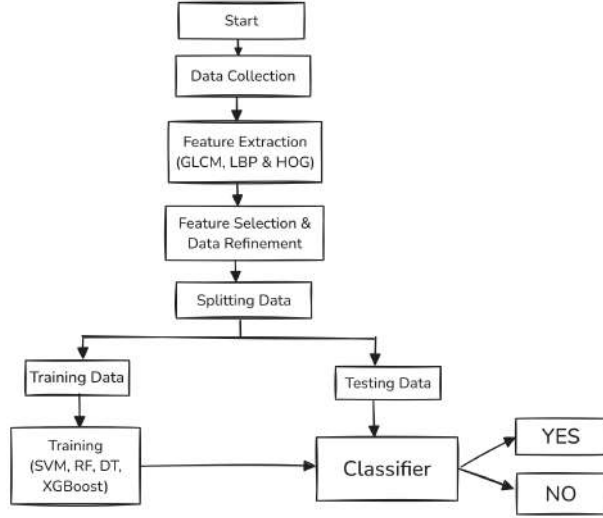 Start
Data Collection
Feature Extraction
(GLCM, LBP & HOG)
Feature Selection &
Data Refinement
Splitting Data
Training Data
Testing Data
Training
(SVM, RF, DT,
XGBoost)
Classifier
YES
NO